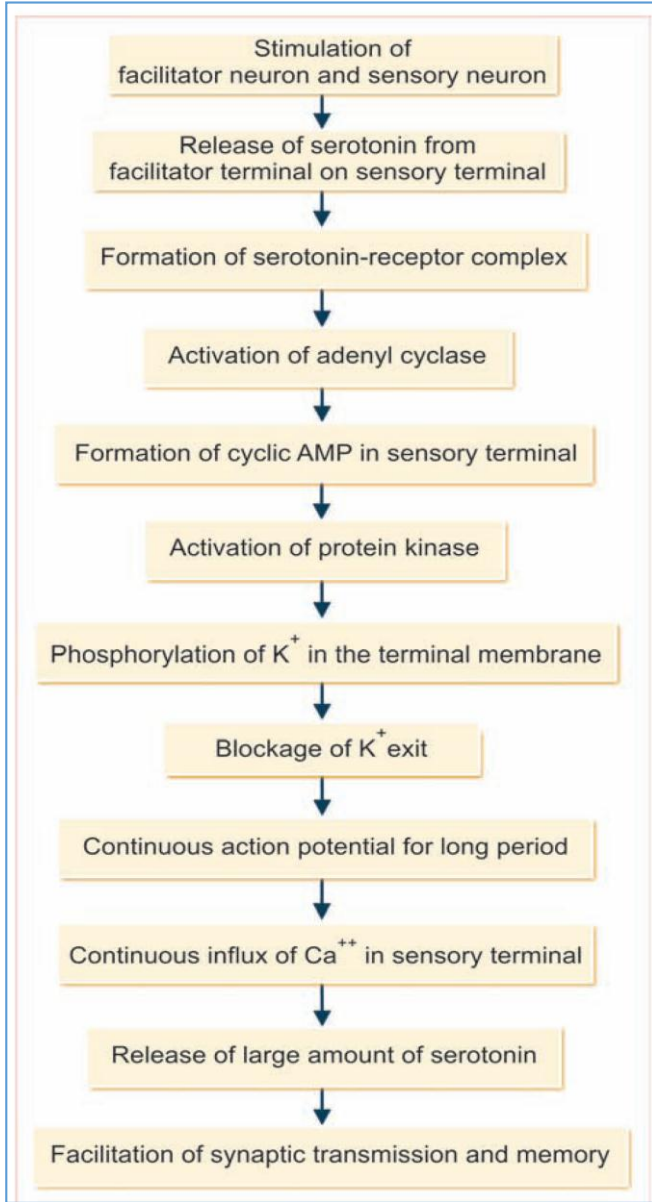 Stimulation of
facilitator neuron and sensory neuron
Release of serotonin from
facilitator terminal on sensory terminal
Formation of serotonin-receptor complex
Activation of adenyl cyclase
Formation of cyclic AMP in sensory terminal
Activation of protein kinase
Phosphorylation of K⁺ in the terminal membrane
Blockage of K⁺ exit
Continuous action potential for long period
Continuous influx of Ca⁺⁺ in sensory terminal
Release of large amount of serotonin
Facilitation of synaptic transmission and memory